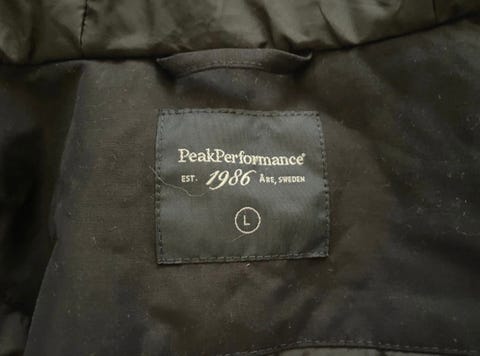 PeakPerformance®
EST. 1986 ÅRE, SWEDEN
L